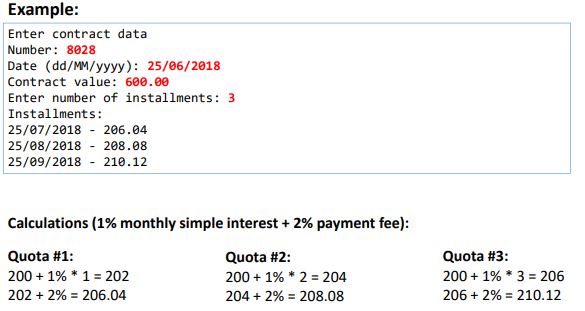 Example:
Enter contract data
Number: 8028
Date (dd/MM/yyyy): 25/06/2018
Contract value: 600.00
Enter number of installments: 3
Installments:
25/07/2018 - 206.04
25/08/2018 - 208.08
25/09/2018 - 210.12
Calculations (1% monthly simple interest + 2% payment fee):
Quota #1:
200 + 1% * 1 = 202
202 + 2% = 206.04
Quota #2:
200 + 1% * 2 = 204
204 + 2% = 208.08
Quota #3:
200 + 1% * 3 = 206
206 + 2% = 210.12